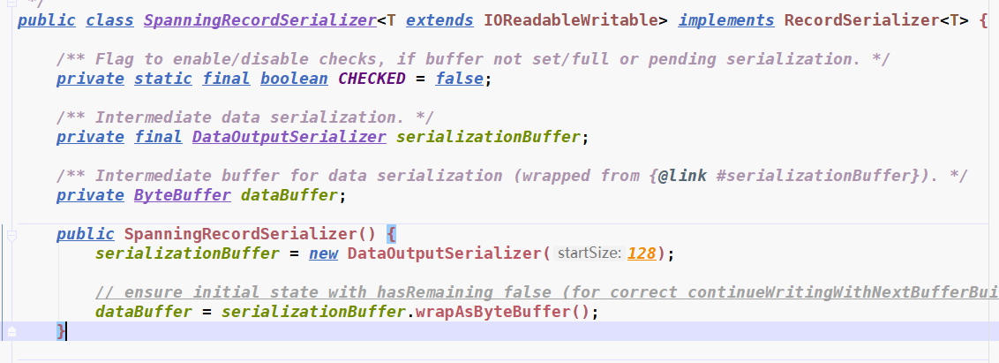 */
public class SpanningRecordSerializer<T extends IOReadableWritable> implements RecordSerializer<T> {
/** Flag to enable/disable checks, if buffer not set/full or pending serialization. */
private static final boolean CHECKED = false;
/** Intermediate data serialization. */
private final DataOutputSerializer serializationBuffer;
/** Intermediate buffer for data serialization (wrapped from {@link #serializationBuffer}). */
private ByteBuffer dataBuffer;
public SpanningRecordSerializer() {
serializationBuffer = new DataOutputSerializer( startSize: 128);
// ensure initial state with hasRemaining false (for correct continueWritingWithNextBufferBui
dataBuffer = serializationBuffer.wrapAsByteBuffer();
}